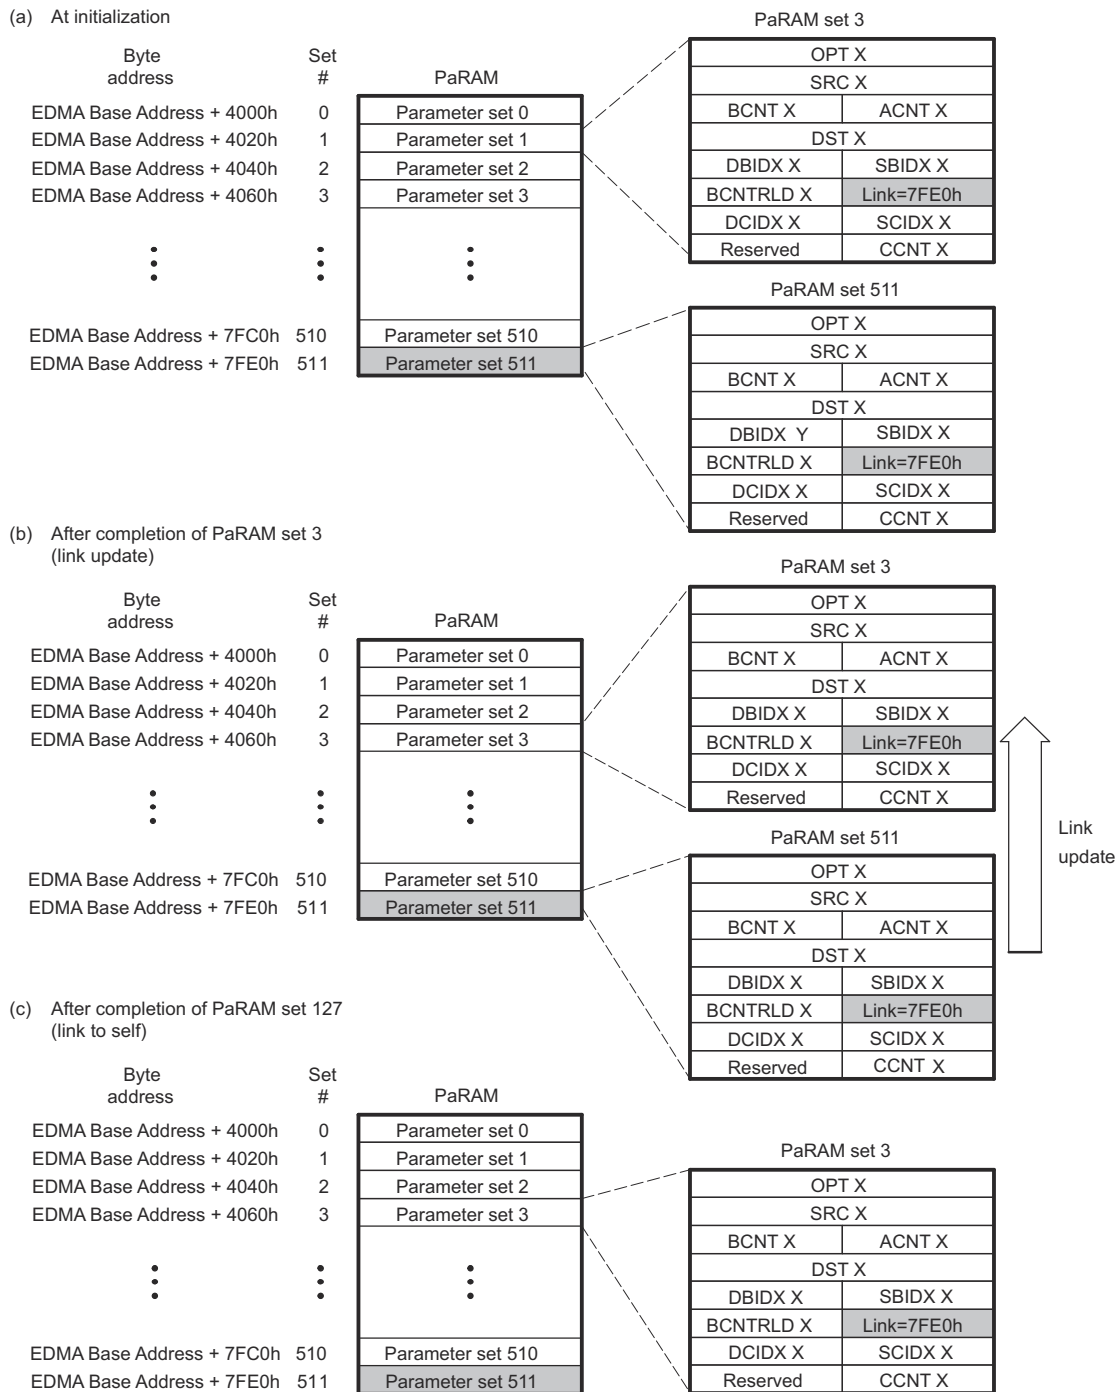 (a) At initialization
Byte address Set # PaRAM
EDMA Base Address + 4000h 0 Parameter set 0
EDMA Base Address + 4020h 1 Parameter set 1
EDMA Base Address + 4040h 2 Parameter set 2
EDMA Base Address + 4060h 3 Parameter set 3
EDMA Base Address + 7FC0h 510 Parameter set 510
EDMA Base Address + 7FE0h 511 Parameter set 511
PaRAM set 3
OPT X
SRC X
BCNT X ACNT X
DST X
DBIDX X SBIDX X
BCNTRLD X Link=7FE0h
DCIDX X SCIDX X
Reserved CCNT X
PaRAM set 511
OPT X
SRC X
BCNT X ACNT X
DST X
DBIDX Y SBIDX X
BCNTRLD X Link=7FE0h
DCIDX X SCIDX X
Reserved CCNT X
(b) After completion of PaRAM set 3
(link update)
Byte address Set # PaRAM
EDMA Base Address + 4000h 0 Parameter set 0
EDMA Base Address + 4020h 1 Parameter set 1
EDMA Base Address + 4040h 2 Parameter set 2
EDMA Base Address + 4060h 3 Parameter set 3
EDMA Base Address + 7FC0h 510 Parameter set 510
EDMA Base Address + 7FE0h 511 Parameter set 511
PaRAM set 3
OPT X
SRC X
BCNT X ACNT X
DST X
DBIDX X SBIDX X
BCNTRLD X Link=7FE0h
DCIDX X SCIDX X
Reserved CCNT X
PaRAM set 511
OPT X
SRC X
BCNT X ACNT X
DST X
DBIDX X SBIDX X
BCNTRLD X Link=7FE0h
DCIDX X SCIDX X
Reserved CCNT X
Link
update
(c) After completion of PaRAM set 127
(link to self)
Byte address Set # PaRAM
EDMA Base Address + 4000h 0 Parameter set 0
EDMA Base Address + 4020h 1 Parameter set 1
EDMA Base Address + 4040h 2 Parameter set 2
EDMA Base Address + 4060h 3 Parameter set 3
EDMA Base Address + 7FC0h 510 Parameter set 510
EDMA Base Address + 7FE0h 511 Parameter set 511
PaRAM set 3
OPT X
SRC X
BCNT X ACNT X
DST X
DBIDX X SBIDX X
BCNTRLD X Link=7FE0h
DCIDX X SCIDX X
Reserved CCNT X